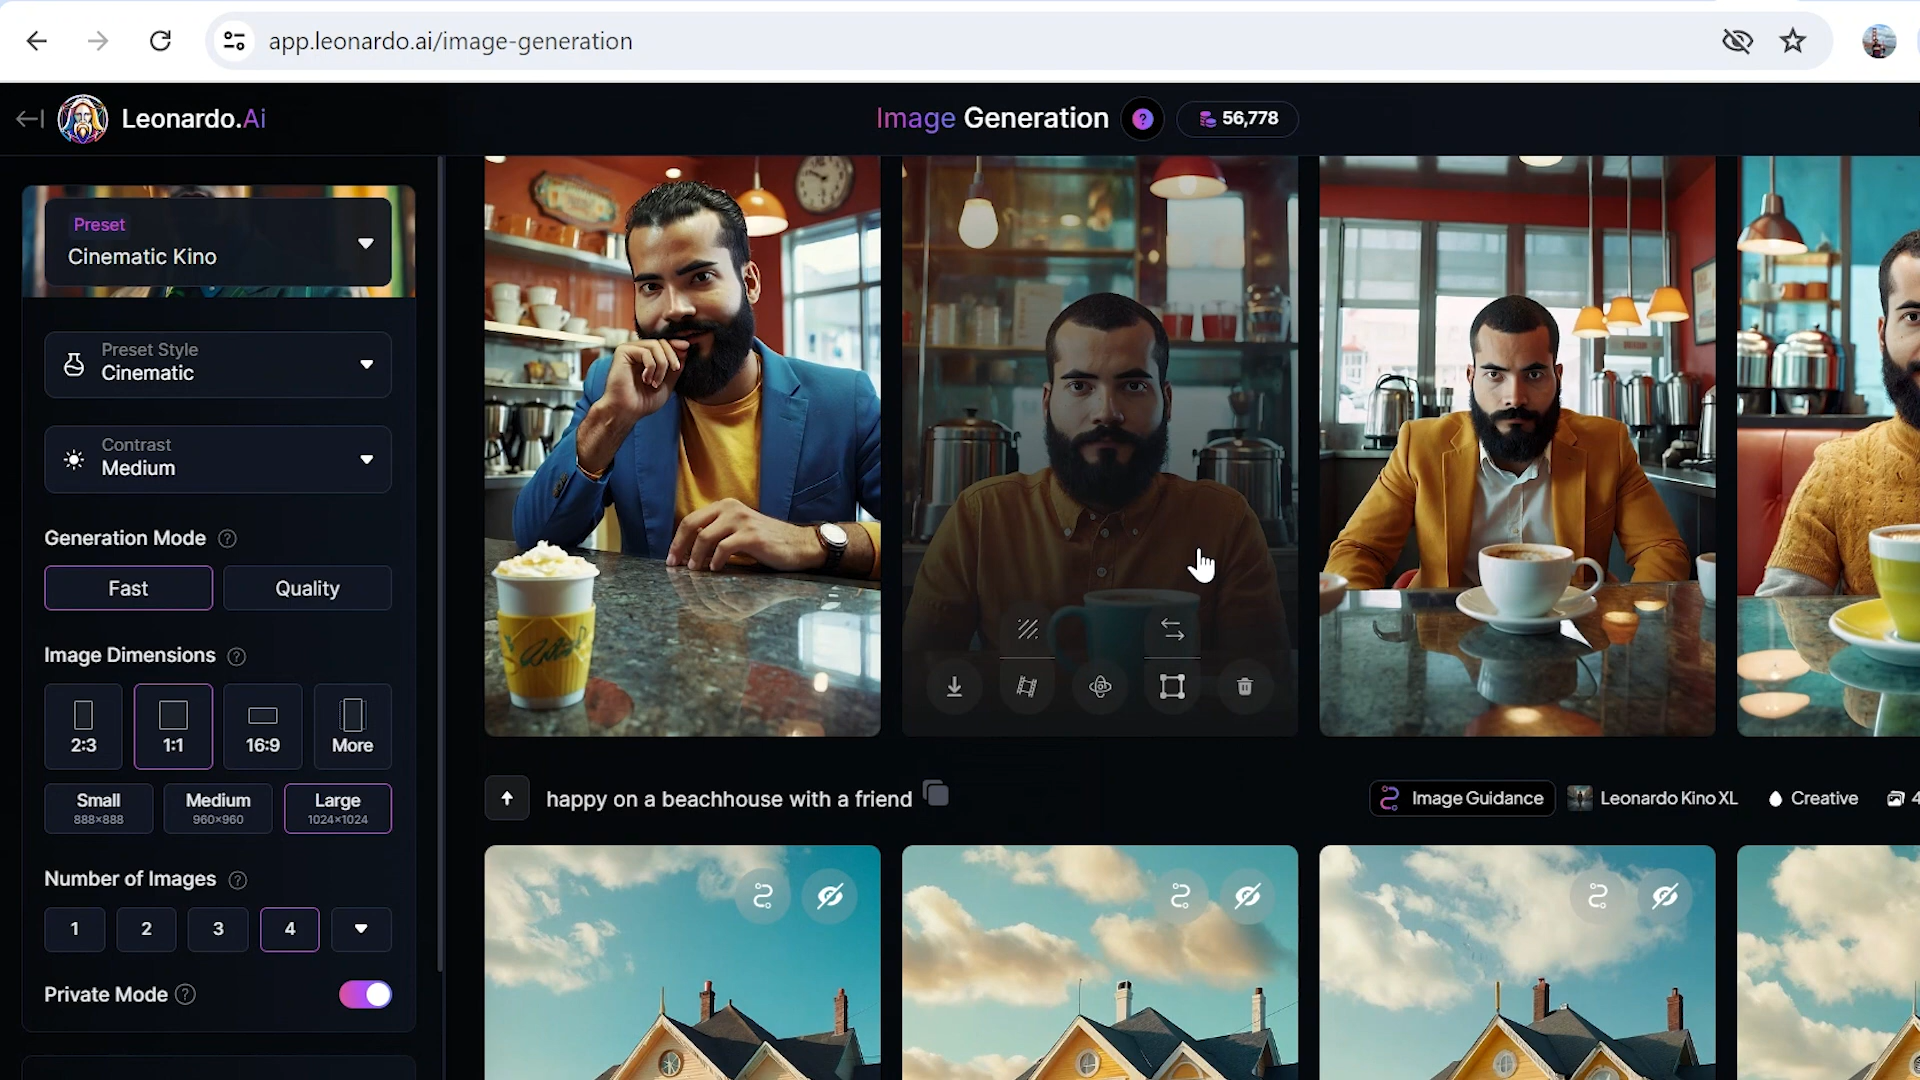 app.leonardo.ai/image-generation
Leonardo.Ai
Image Generation
?
56,778
Preset
Cinematic Kino
Preset Style
Cinematic
Contrast
Medium
Generation Mode ?
Fast
Quality
Image Dimensions ?
2:3
1:1
16:9
More
Small
888×888
Medium
960×960
Large
1024×1024
Number of Images ?
1
2
3
4
Private Mode ?
happy on a beachhouse with a friend
Image Guidance
Leonardo Kino XL
Creative
4